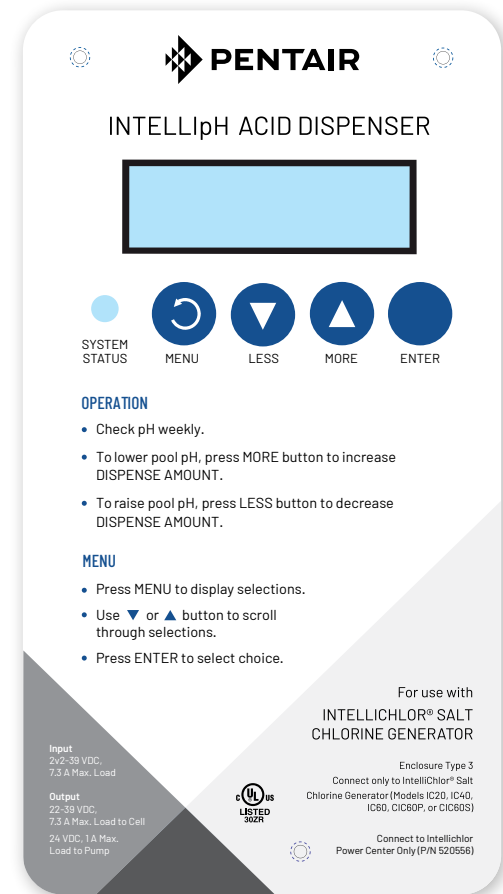 PENTAIR
INTELLIpH ACID DISPENSER
SYSTEM
STATUS
MENU
LESS
MORE
ENTER
OPERATION
• Check pH weekly.
• To lower pool pH, press MORE button to increase
DISPENSE AMOUNT.
• To raise pool pH, press LESS button to decrease
DISPENSE AMOUNT.
MENU
• Press MENU to display selections.
• Use ▼ or ▲ button to scroll
through selections.
• Press ENTER to select choice.
For use with
INTELLICHLOR® SALT
CHLORINE GENERATOR
Input
2v2-39 VDC,
7.3 A Max. Load
Output
22-39 VDC,
7.3 A Max. Load to Cell
24 VDC, 1 A Max.
Load to Pump
C UL US
LISTED
30ZR
Enclosure Type 3
Connect only to IntelliChlor® Salt
Chlorine Generator (Models IC20, IC40,
IC60, CIC60P, or CIC60S)
Connect to Intellichlor
Power Center Only (P/N 520556)